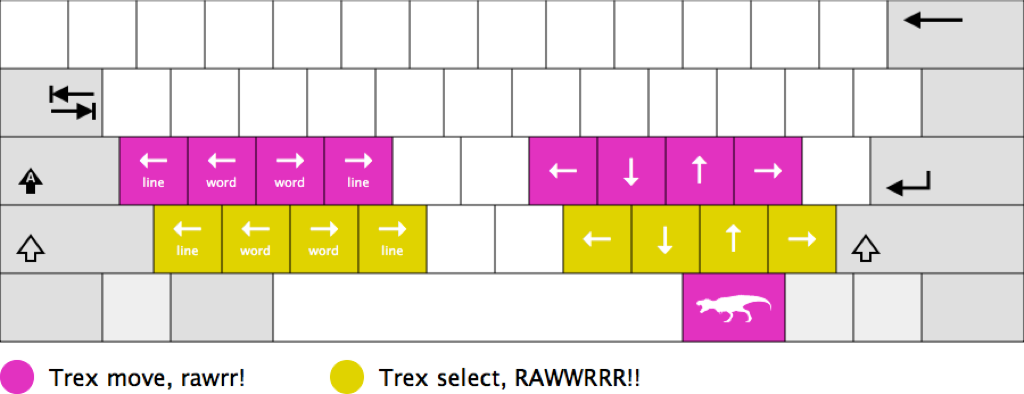 A
line word word line
line word word line
Trex move, rawrr!
Trex select, RAWWRRR!!